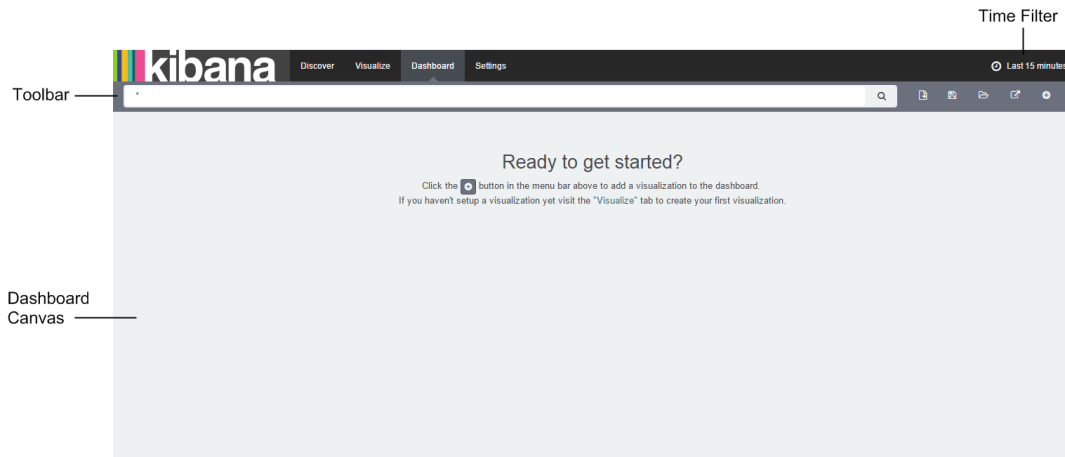 Time Filter
kibana Discover Visualize Dashboard Settings Last 15 minutes
Toolbar *
Ready to get started?
Click the button in the menu bar above to add a visualization to the dashboard.
If you haven't setup a visualization yet visit the "Visualize" tab to create your first visualization.
Dashboard
Canvas